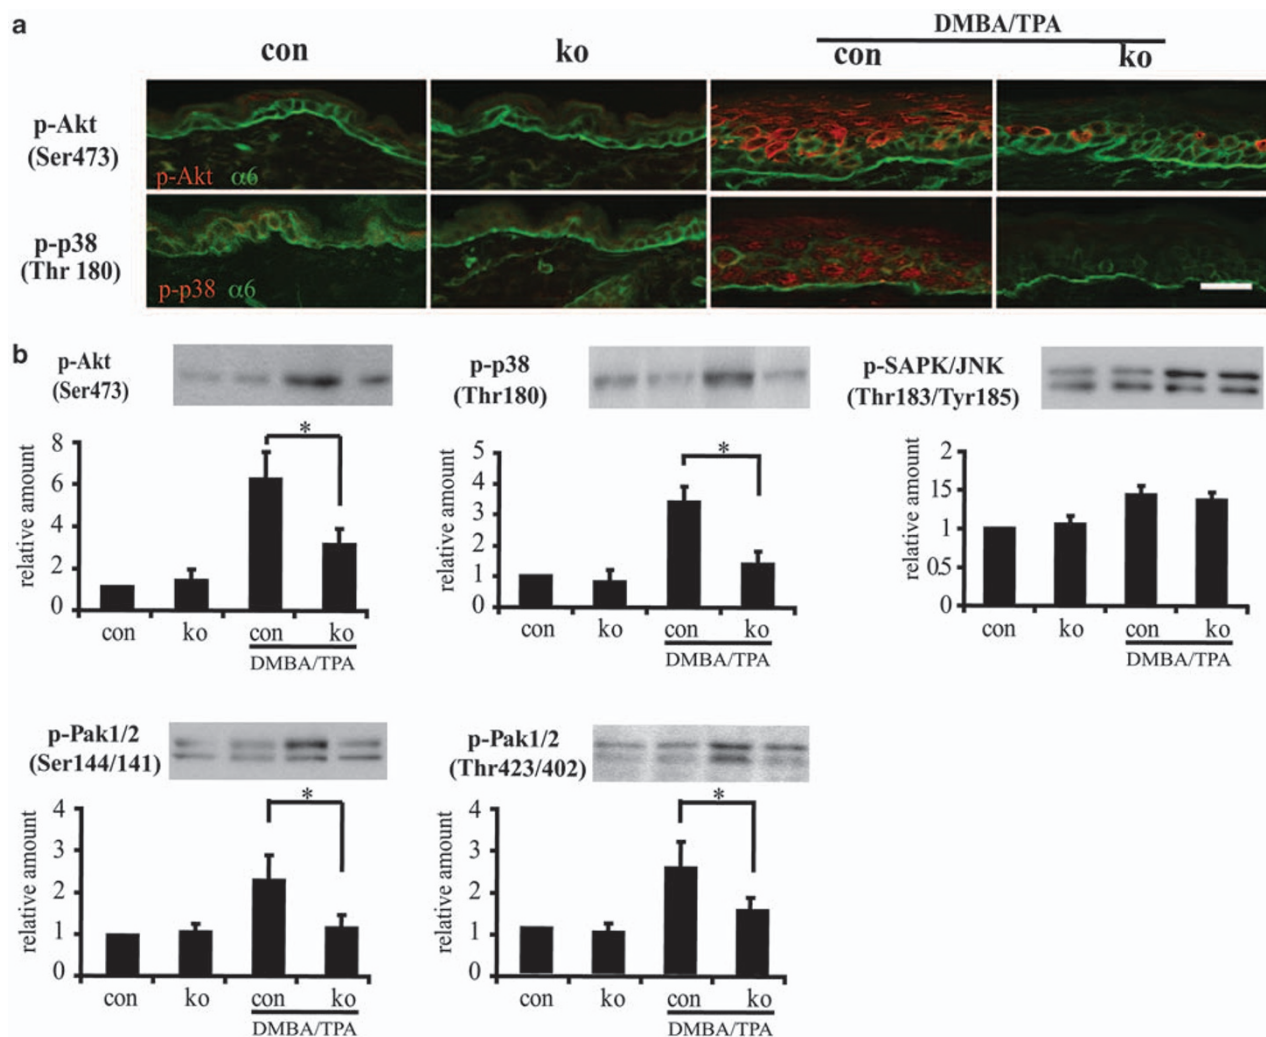 a
DMBA/TPA
con ko con ko
p-Akt
(Ser473)
p-Akt α6
p-p38
(Thr 180)
p-p38 α6
b
p-Akt
(Ser473)
relative amount
8
6
4
2
0
*
con ko con ko
DMBA/TPA
p-p38
(Thr180)
relative amount
5
4
3
2
1
0
*
con ko con ko
DMBA/TPA
p-SAPK/JNK
(Thr183/Tyr185)
relative amount
2
15
1
0.5
0
con ko con ko
DMBA/TPA
p-Pak1/2
(Ser144/141)
relative amount
4
3
2
1
0
*
con ko con ko
DMBA/TPA
p-Pak1/2
(Thr423/402)
relative amount
4
3
2
1
0
*
con ko con ko
DMBA/TPA